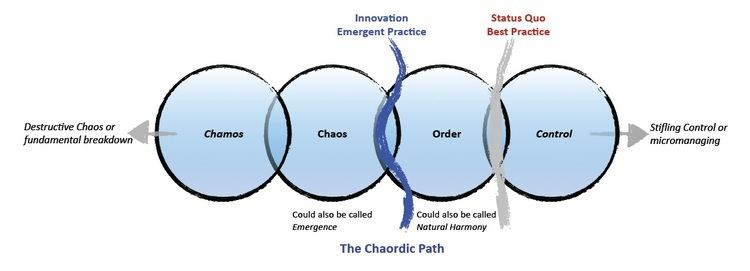 Innovation
Emergent Practice
Status Quo
Best Practice
Destructive Chaos or
fundamental breakdown
Chamos
Chaos
Order
Control
Stifling Control or
micromanaging
Could also be called
Emergence
Could also be called
Natural Harmony
The Chaordic Path